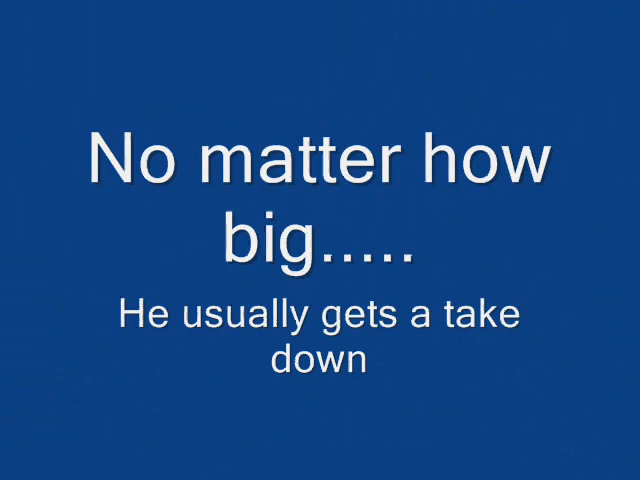 No matter how
big.....
He usually gets a take
down